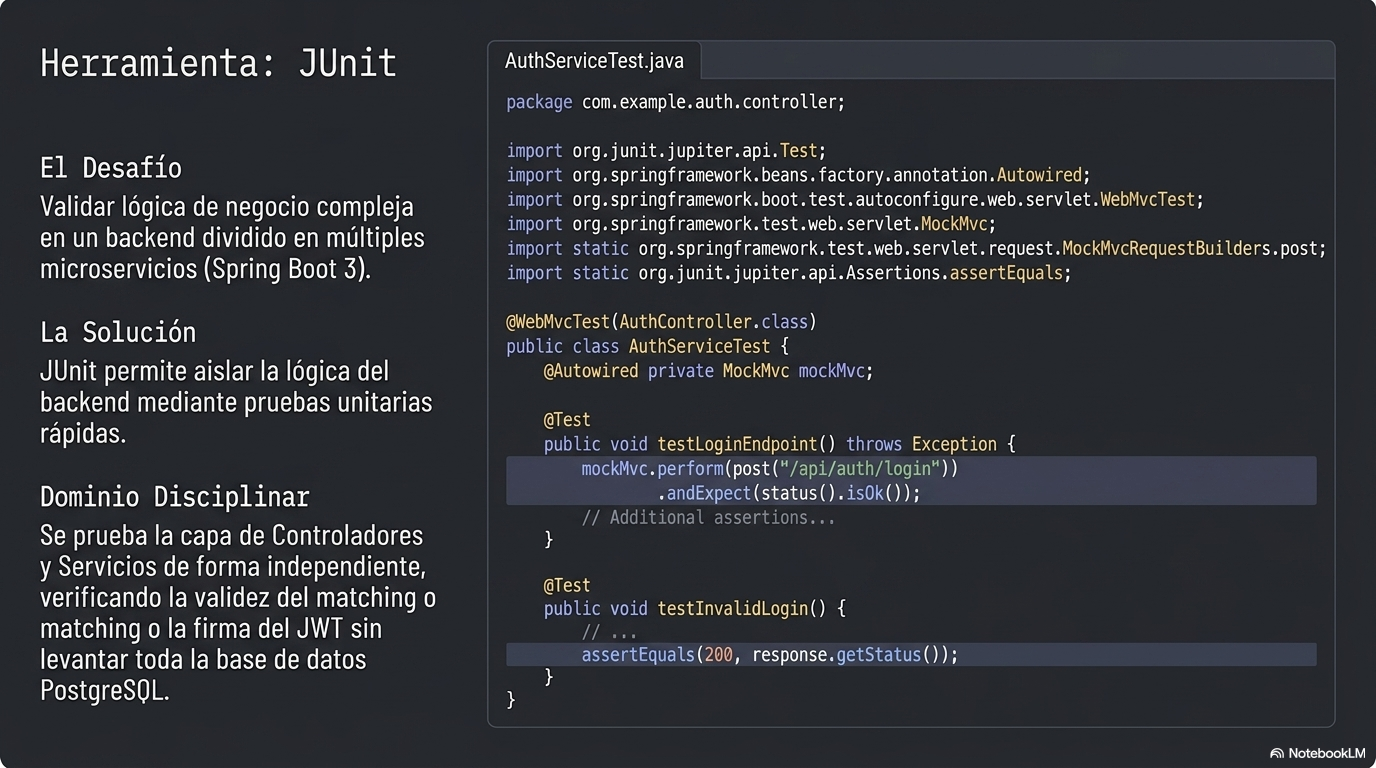 Herramienta: JUnit
El Desafío
Validar lógica de negocio compleja
en un backend dividido en múltiples
microservicios (Spring Boot 3).
La Solución
JUnit permite aislar la lógica del
backend mediante pruebas unitarias
rápidas.
Dominio Disciplinar
Se prueba la capa de Controladores
y Servicios de forma independiente,
verificando la validez del matching o
matching o la firma del JWT sin
levantar toda la base de datos
PostgreSQL.
AuthServiceTest.java
package com.example.auth.controller;
import org.junit.jupiter.api.Test;
import org.springframework.beans.factory.annotation.Autowired;
import org.springframework.boot.test.autoconfigure.web.servlet.WebMvcTest;
import org.springframework.test.web.servlet.MockMvc;
import static org.springframework.test.web.servlet.request.MockMvcRequestBuilders.post;
import static org.junit.jupiter.api.Assertions.assertEquals;
@WebMvcTest(AuthController.class)
public class AuthServiceTest {
    @Autowired private MockMvc mockMvc;
    @Test
    public void testLoginEndpoint() throws Exception {
        mockMvc.perform(post("/api/auth/login"))
                .andExpect(status().isOk());
        // Additional assertions...
    }
    @Test
    public void testInvalidLogin() {
        // ...
        assertEquals(200, response.getStatus());
    }
}
NotebookLM